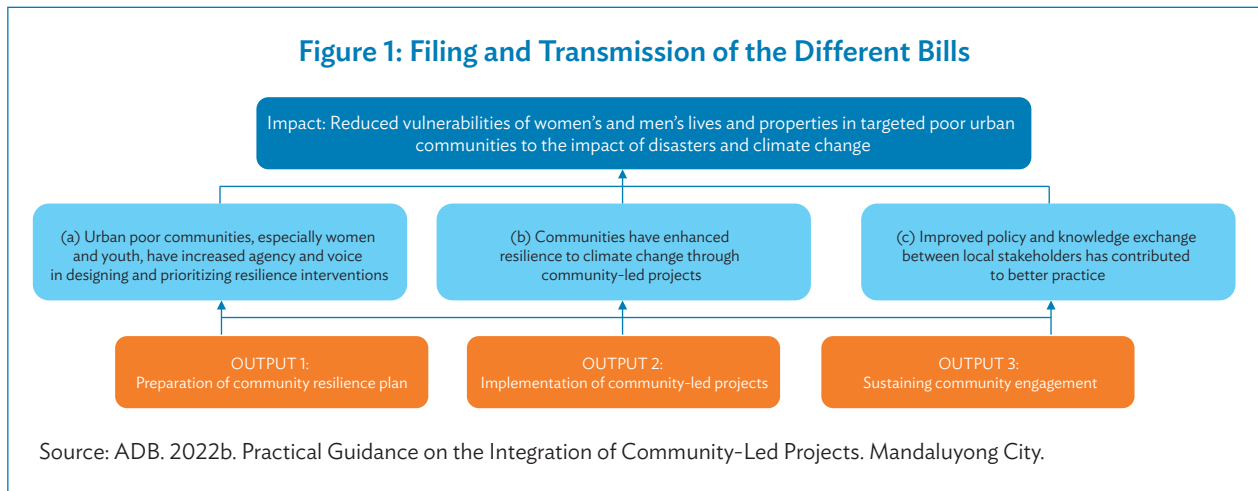 Figure 1: Filing and Transmission of the Different Bills
Impact: Reduced vulnerabilities of women's and men's lives and properties in targeted poor urban
communities to the impact of disasters and climate change
(a) Urban poor communities, especially women
and youth, have increased agency and voice
in designing and prioritizing resilience interventions
(b) Communities have enhanced
resilience to climate change through
community-led projects
(c) Improved policy and knowledge exchange
between local stakeholders has contributed
to better practice
OUTPUT 1:
Preparation of community resilience plan
OUTPUT 2:
Implementation of community-led projects
OUTPUT 3:
Sustaining community engagement
Source: ADB. 2022b. Practical Guidance on the Integration of Community-Led Projects. Mandaluyong City.